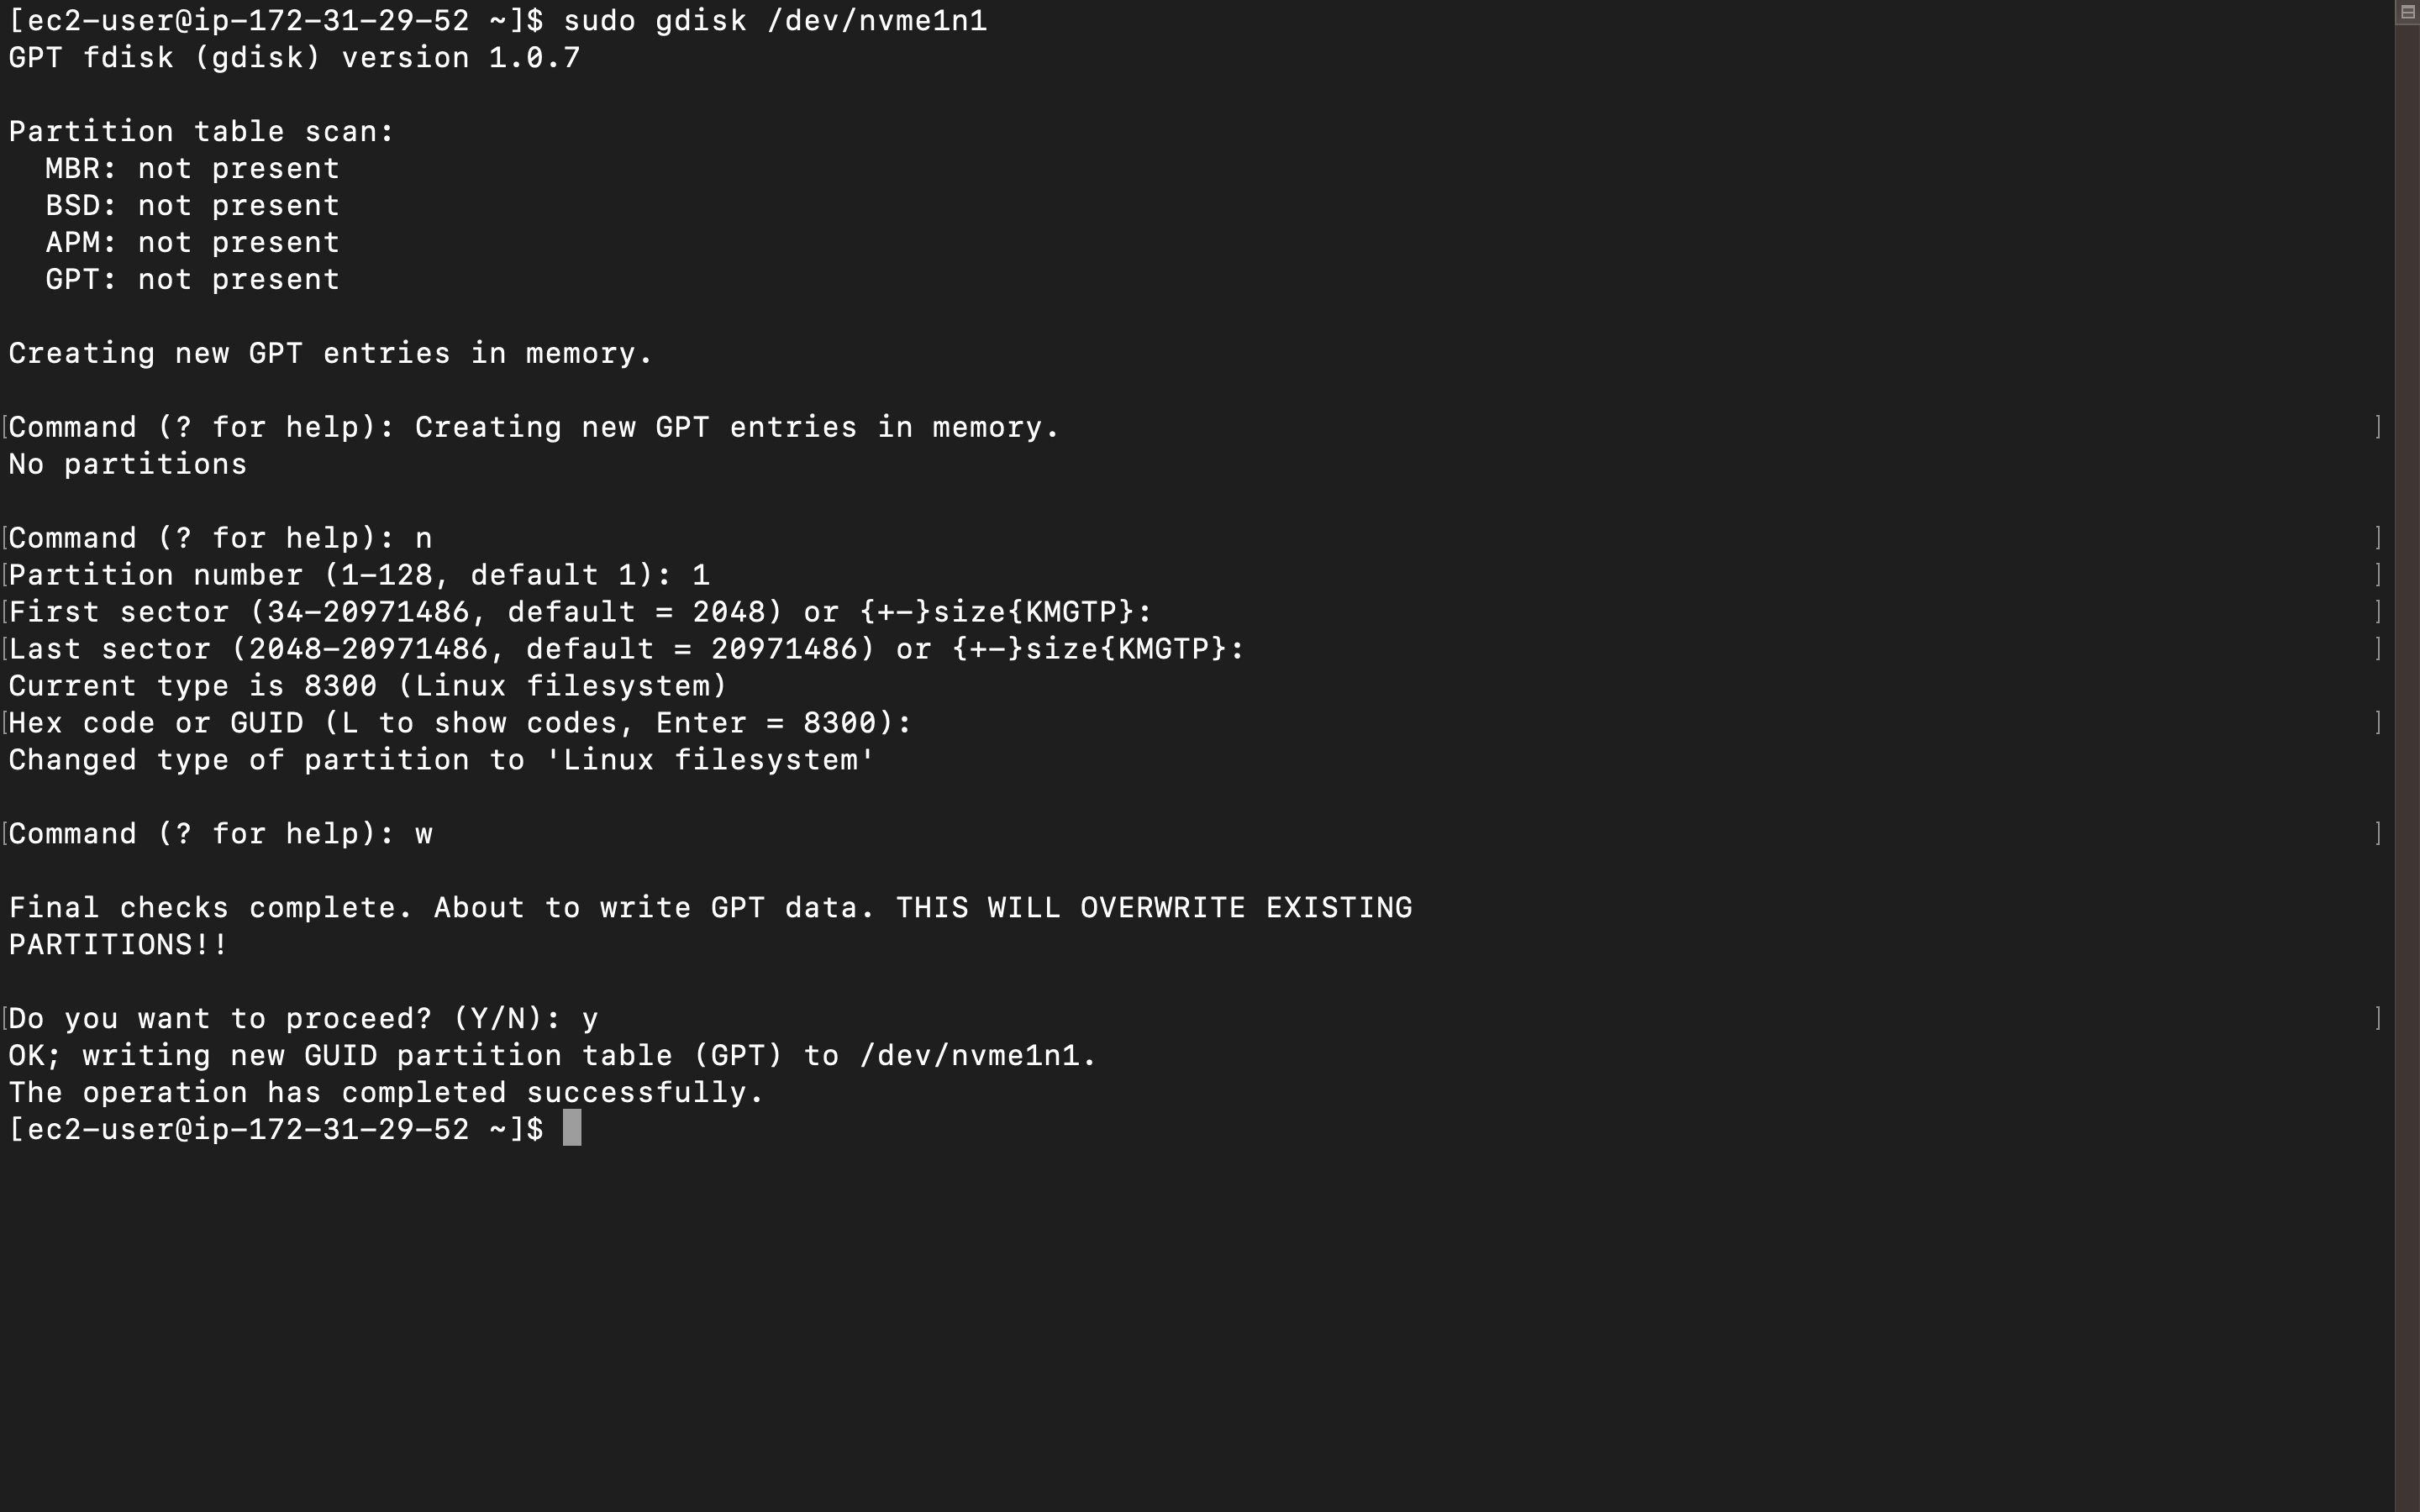 [ec2-user@ip-172-31-29-52 ~]$ sudo gdisk /dev/nvme1n1
GPT fdisk (gdisk) version 1.0.7
Partition table scan:
  MBR: not present
  BSD: not present
  APM: not present
  GPT: not present
Creating new GPT entries in memory.
[Command (? for help): Creating new GPT entries in memory. ]
No partitions
[Command (? for help): n ]
[Partition number (1-128, default 1): 1 ]
[First sector (34-20971486, default = 2048) or {+-}size{KMGTP}: ]
[Last sector (2048-20971486, default = 20971486) or {+-}size{KMGTP}: ]
Current type is 8300 (Linux filesystem)
[Hex code or GUID (L to show codes, Enter = 8300): ]
Changed type of partition to 'Linux filesystem'
[Command (? for help): w ]
Final checks complete. About to write GPT data. THIS WILL OVERWRITE EXISTING
PARTITIONS!!
[Do you want to proceed? (Y/N): y ]
OK; writing new GUID partition table (GPT) to /dev/nvme1n1.
The operation has completed successfully.
[ec2-user@ip-172-31-29-52 ~]$